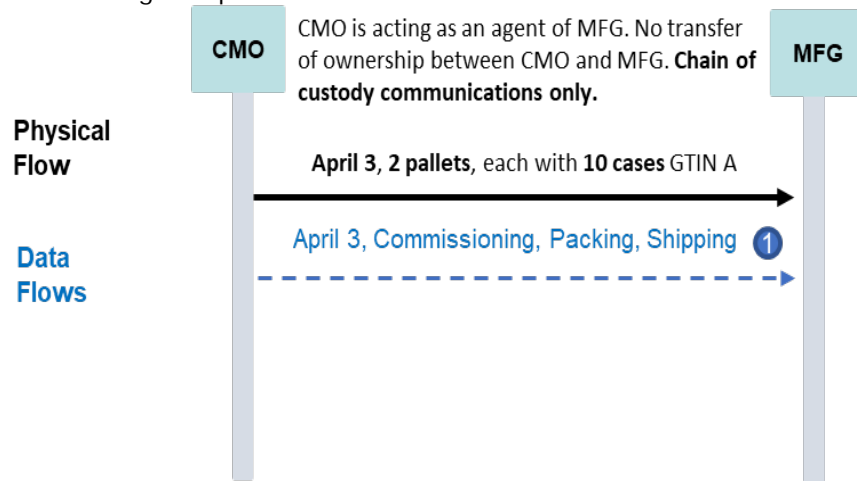 CMO
CMO is acting as an agent of MFG. No transfer
of ownership between CMO and MFG. Chain of
custody communications only.
MFG
Physical
Flow
April 3, 2 pallets, each with 10 cases GTIN A
Data
Flows
April 3, Commissioning, Packing, Shipping 1